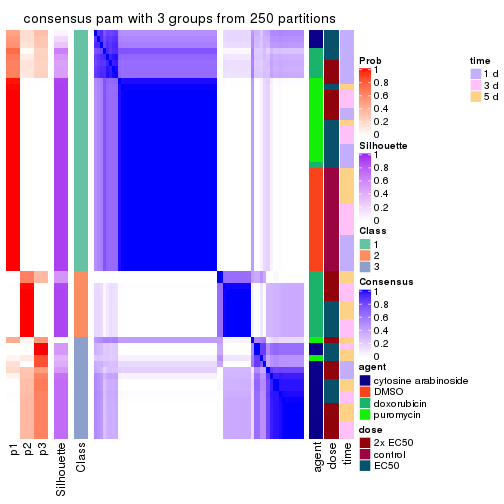 consensus pam with 3 groups from 250 partitions
Prob
1
0.8
0.6
0.4
0.2
0
Silhouette
1
0.8
0.6
0.4
0.2
0
Class
1
2
3
Consensus
1
0.8
0.6
0.4
0.2
0
agent
cytosine arabinoside
DMSO
doxorubicin
puromycin
dose
2x EC50
control
EC50
time
1 d
3 d
5 d
p1
p2
p3
Silhouette
Class
agent
dose
time